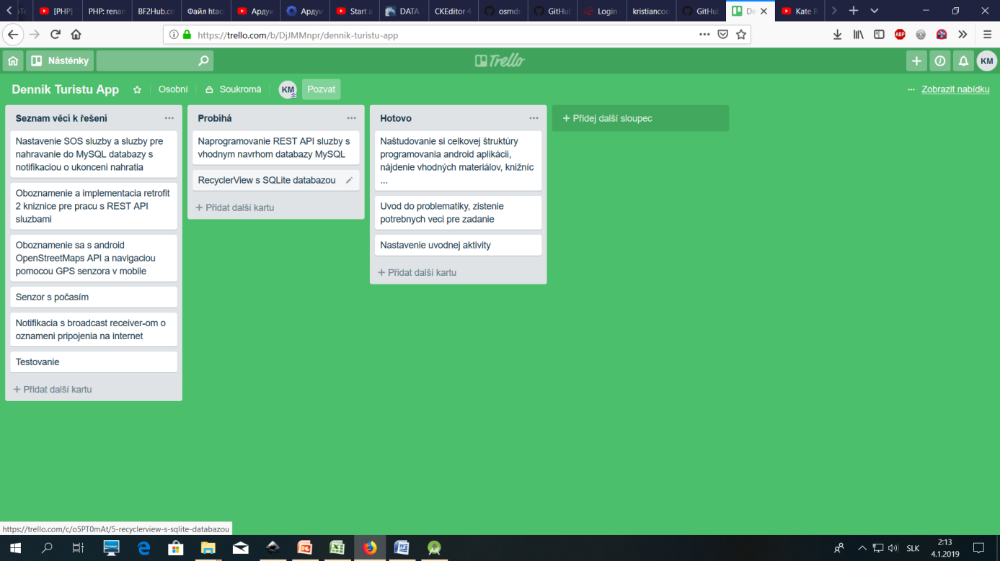 [PHP]
PHP: renam
BF2Hub.co
Файл htac
Ардуи
Ардуи
Start a
DATA
CKEditor 4
osmdr
GitHub
Login
kristiancoo
GitHub
De
Kate R
https://trello.com/b/DjJMMnpr/dennik-turistu-app
ABP
Nástěnky
Trello
KM
Dennik Turistu App
Osobní
Soukromá
KM
Pozvat
Zobrazit nabídku
Seznam věcí k řešení
Nastavenie SOS sluzby a sluzby pre
nahravanie do MySQL databazy s
notifikaciou o ukonceni nahratia
Oboznamenie a implementacia retrofit
2 kniznice pre pracu s REST API
sluzbami
Oboznamenie sa s android
OpenStreetMaps API a navigaciou
pomocou GPS senzora v mobile
Senzor s počasím
Notifikacia s broadcast receiver-om o
oznameni pripojenia na internet
Testovanie
+ Přidat další kartu
Probíhá
Naprogramovanie REST API sluzby s
vhodnym navrhom databazy MySQL
RecyclerView s SQLite databazou
+ Přidat další kartu
Hotovo
Naštudovanie si celkovej štruktúry
programovania android aplikácii,
nájdenie vhodných materiálov, knižníc
...
Uvod do problematiky, zistenie
potrebnych veci pre zadanie
Nastavenie uvodnej aktivity
+ Přidat další kartu
+ Přidej další sloupec
https://trello.com/c/o5PT0mAt/5-recyclerview-s-sqlite-databazou
SLK
2:13
4.1.2019